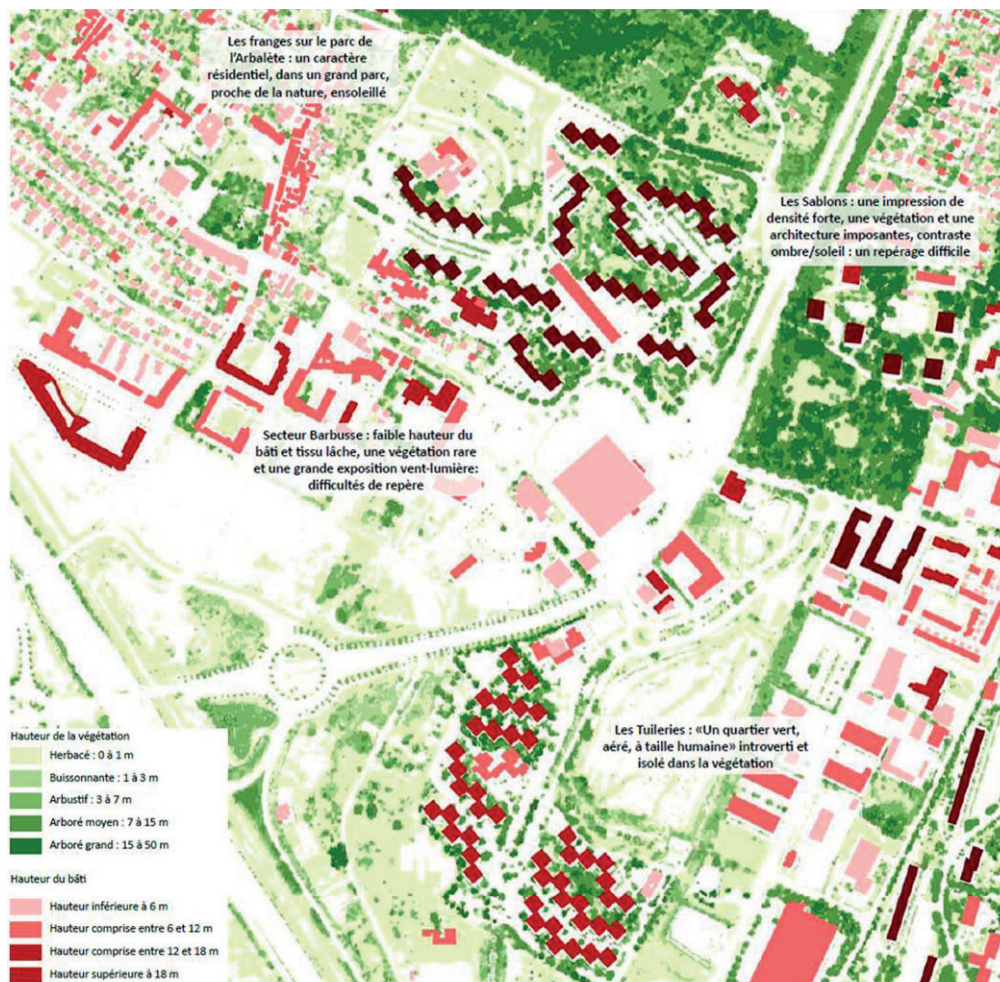 Les franges sur le parc de
l'Arbalète : un caractère
résidentiel, dans un grand parc,
proche de la nature, ensoleillé
Les Sablons : une impression de
densité forte, une végétation et une
architecture imposantes, contraste
ombre/soleil : un repérage difficile
Secteur Barbusse : faible hauteur du
bâti et tissu lâche, une végétation rare
et une grande exposition vent-lumière:
difficultés de repère
Les Tuileries : «Un quartier vert,
aéré, à taille humaine» introverti et
isolé dans la végétation
Hauteur de la végétation
Herbacé : 0 à 1 m
Buissonnante : 1 à 3 m
Arbustif : 3 à 7 m
Arboré moyen : 7 à 15 m
Arboré grand : 15 à 50 m
Hauteur du bâti
Hauteur inférieure à 6 m
Hauteur comprise entre 6 et 12 m
Hauteur comprise entre 12 et 18 m
Hauteur supérieure à 18 m